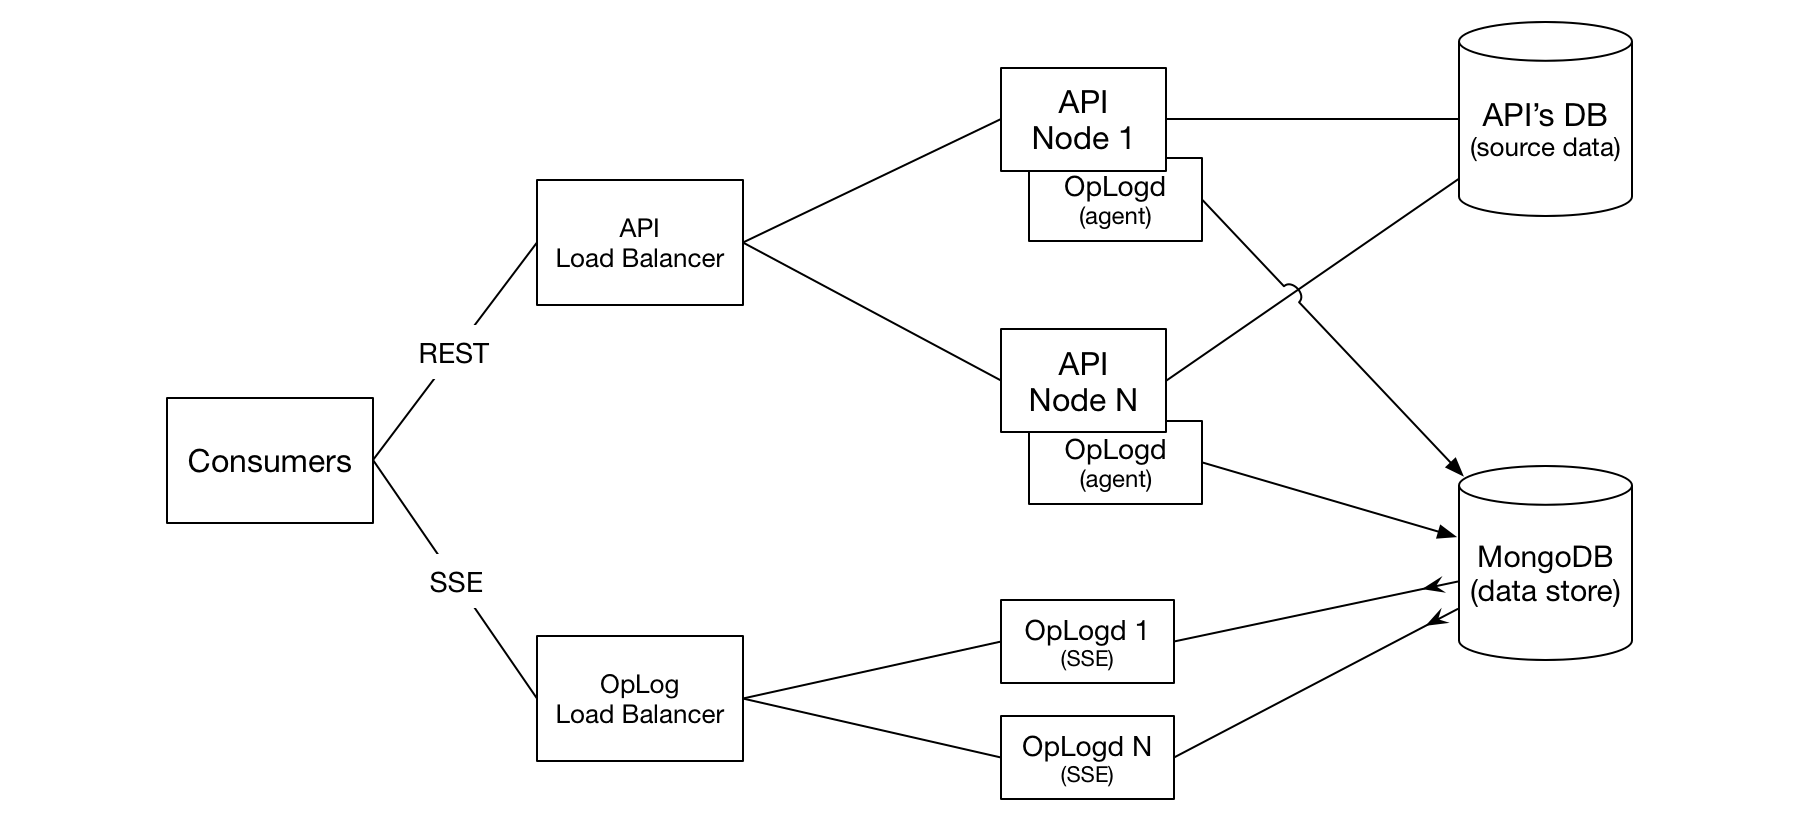 API
Node 1
OpLogd
(agent)
API's DB
(source data)
API
Load Balancer
REST
API
Node N
OpLogd
(agent)
Consumers
SSE
MongoDB
(data store)
OpLog
Load Balancer
OpLogd 1
(SSE)
OpLogd N
(SSE)